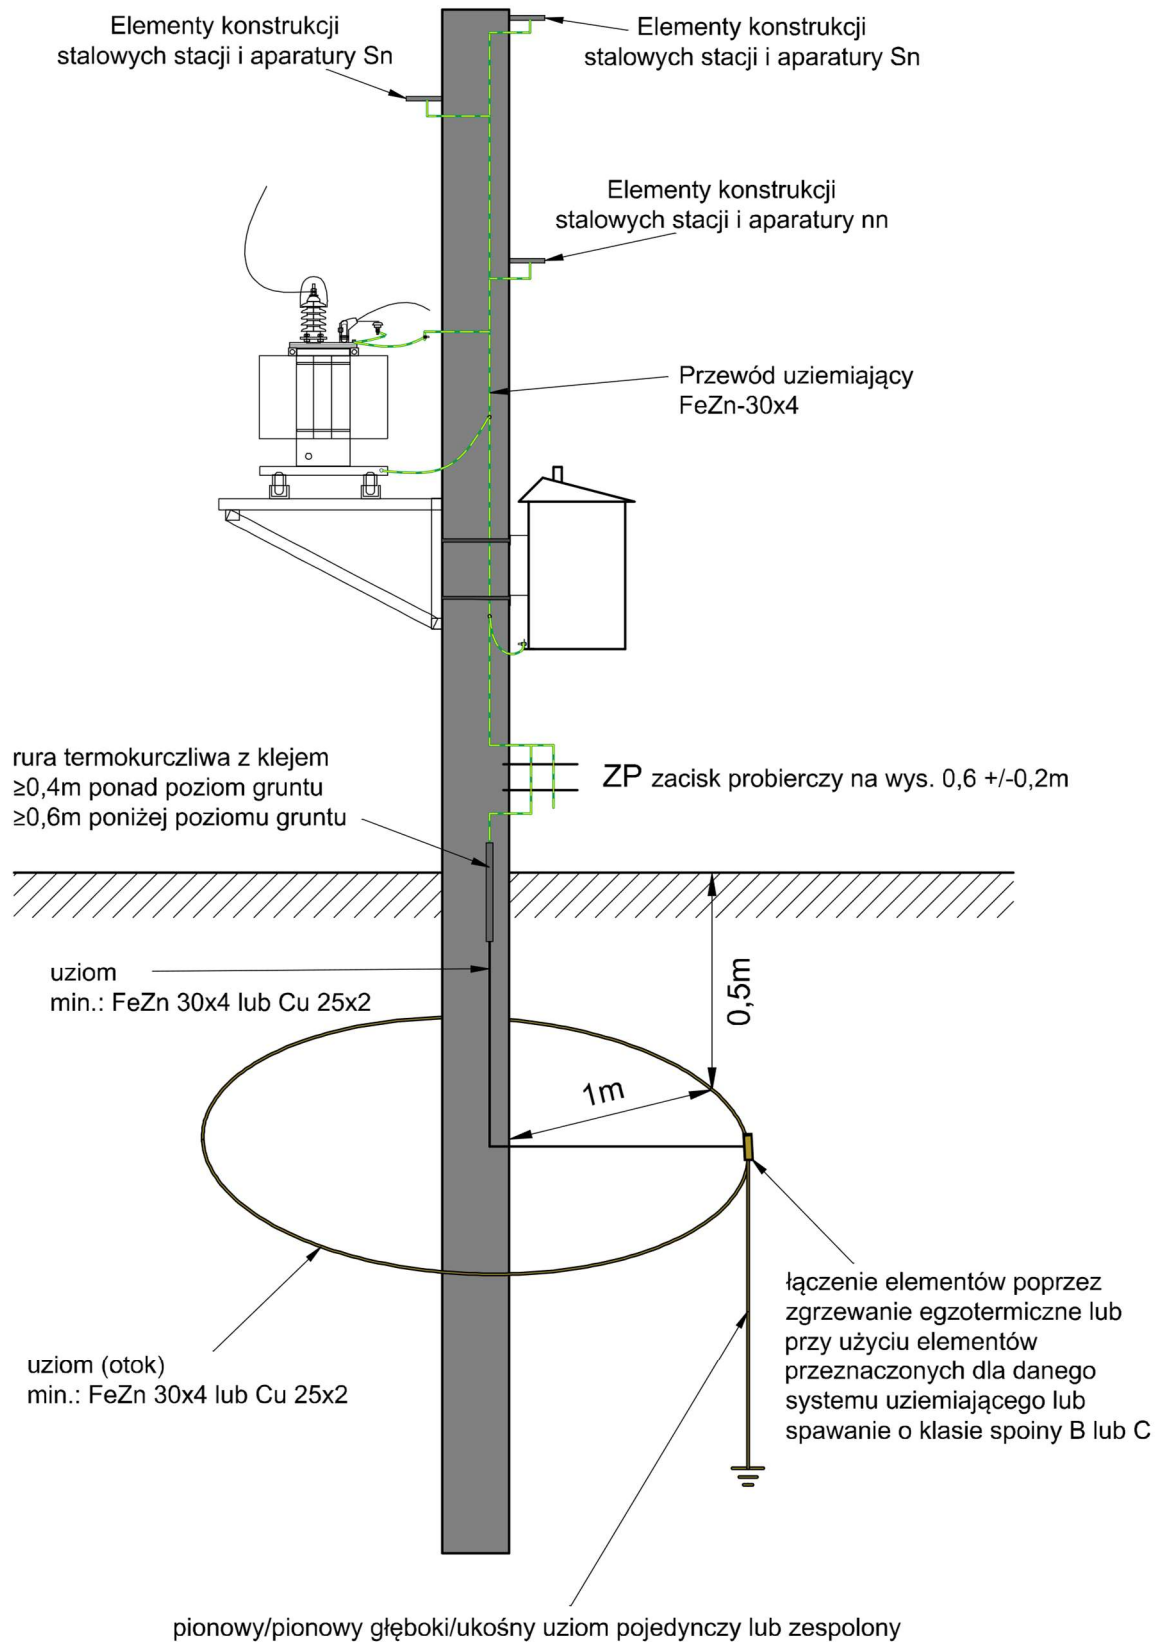 Elementy konstrukcji
stalowych stacji i aparatury Sn
Elementy konstrukcji
stalowych stacji i aparatury Sn
Elementy konstrukcji
stalowych stacji i aparatury nn
Przewód uziemiający
FeZn-30x4
rura termokurczliwa z klejem
≥0,4m ponad poziom gruntu
≥0,6m poniżej poziomu gruntu
ZP zacisk probierczy na wys. 0,6 +/-0,2m
uziom
min.: FeZn 30x4 lub Cu 25x2
0,5m
1m
łączenie elementów poprzez
zgrzewanie egzotermiczne lub
przy użyciu elementów
przeznaczonych dla danego
systemu uziemiającego lub
spawanie o klasie spoiny B lub C
uziom (otok)
min.: FeZn 30x4 lub Cu 25x2
pionowy/pionowy głęboki/ukośny uziom pojedynczy lub zespolony